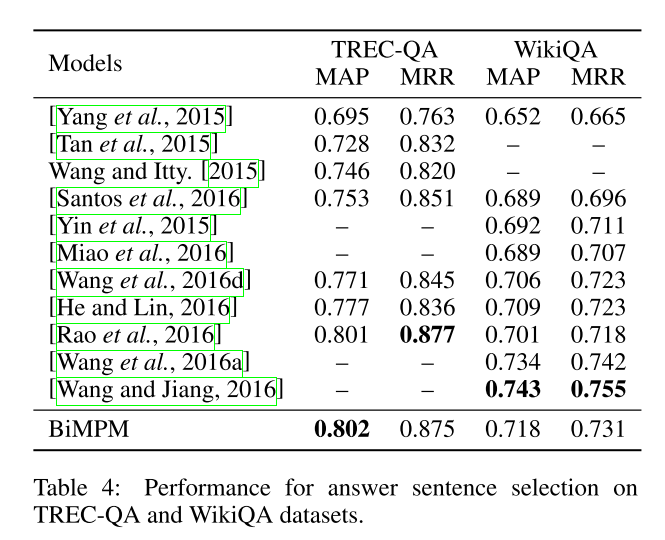 Models TREC-QA WikiQA
MAP MRR MAP MRR
[Yang et al., 2015] 0.695 0.763 0.652 0.665
[Tan et al., 2015] 0.728 0.832 – –
Wang and Itty. [2015] 0.746 0.820 – –
[Santos et al., 2016] 0.753 0.851 0.689 0.696
[Yin et al., 2015] – – 0.692 0.711
[Miao et al., 2016] – – 0.689 0.707
[Wang et al., 2016d] 0.771 0.845 0.706 0.723
[He and Lin, 2016] 0.777 0.836 0.709 0.723
[Rao et al., 2016] 0.801 0.877 0.701 0.718
[Wang et al., 2016a] – – 0.734 0.742
[Wang and Jiang, 2016] – – 0.743 0.755
BiMPM 0.802 0.875 0.718 0.731
Table 4: Performance for answer sentence selection on
TREC-QA and WikiQA datasets.